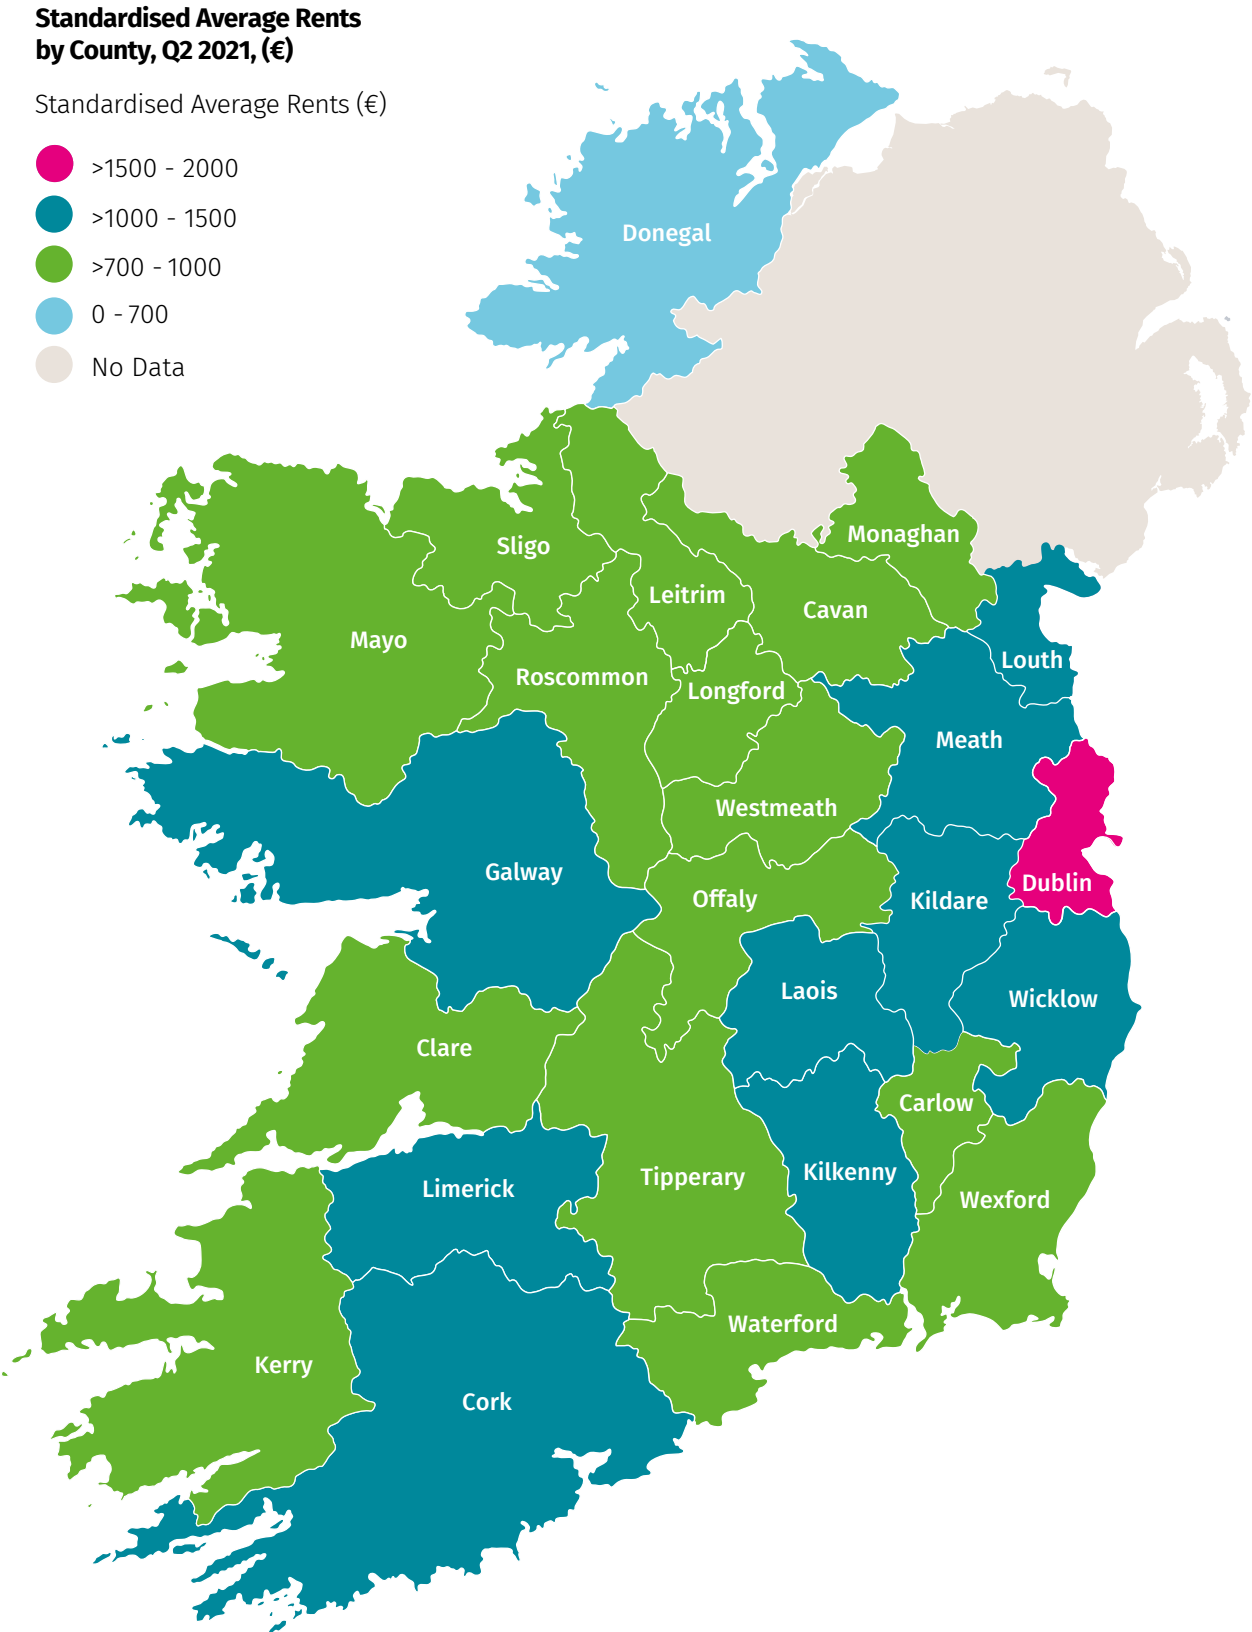 Standardised Average Rents
by County, Q2 2021, (€)
Standardised Average Rents (€)
>1500 - 2000
>1000 - 1500
>700 - 1000
0 - 700
No Data
Donegal
Monaghan
Sligo
Leitrim
Cavan
Mayo
Louth
Roscommon
Longford
Meath
Westmeath
Galway
Dublin
Offaly
Kildare
Laois
Wicklow
Clare
Carlow
Kilkenny
Tipperary
Limerick
Wexford
Waterford
Kerry
Cork